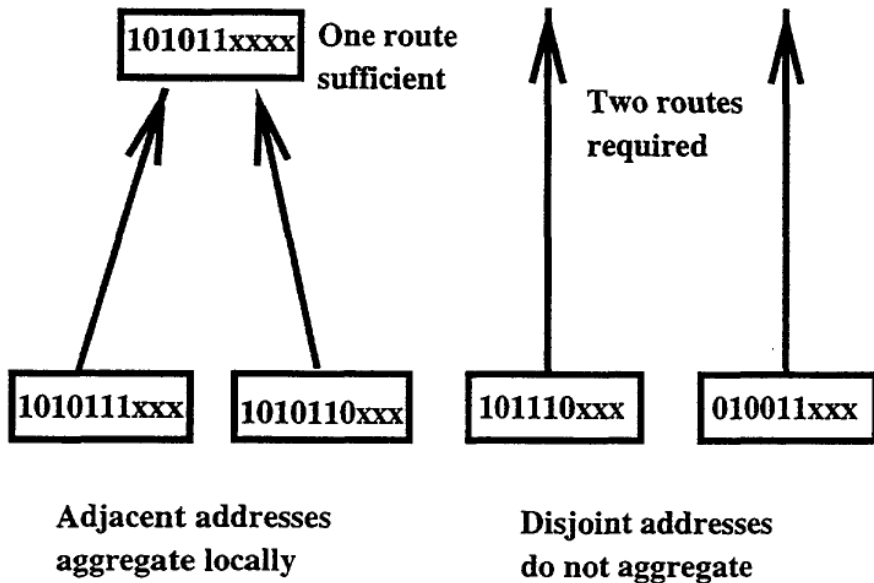 101011xxxx
One route
sufficient
Two routes
required
1010111xxx
1010110xxx
101110xxx
010011xxx
Adjacent addresses
aggregate locally
Disjoint addresses
do not aggregate